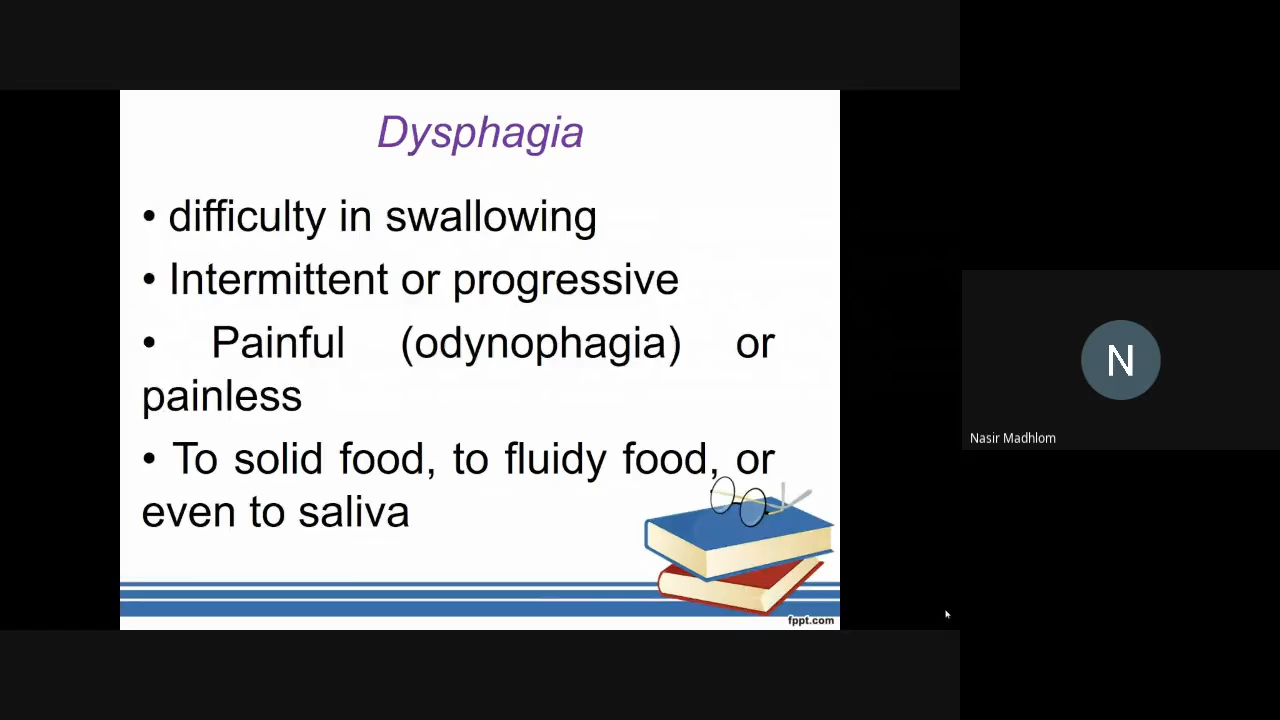 Dysphagia
• difficulty in swallowing
• Intermittent or progressive
• Painful (odynophagia) or
painless
• To solid food, to fluidy food, or
even to saliva
fppt.com
N
Nasir Madhlom